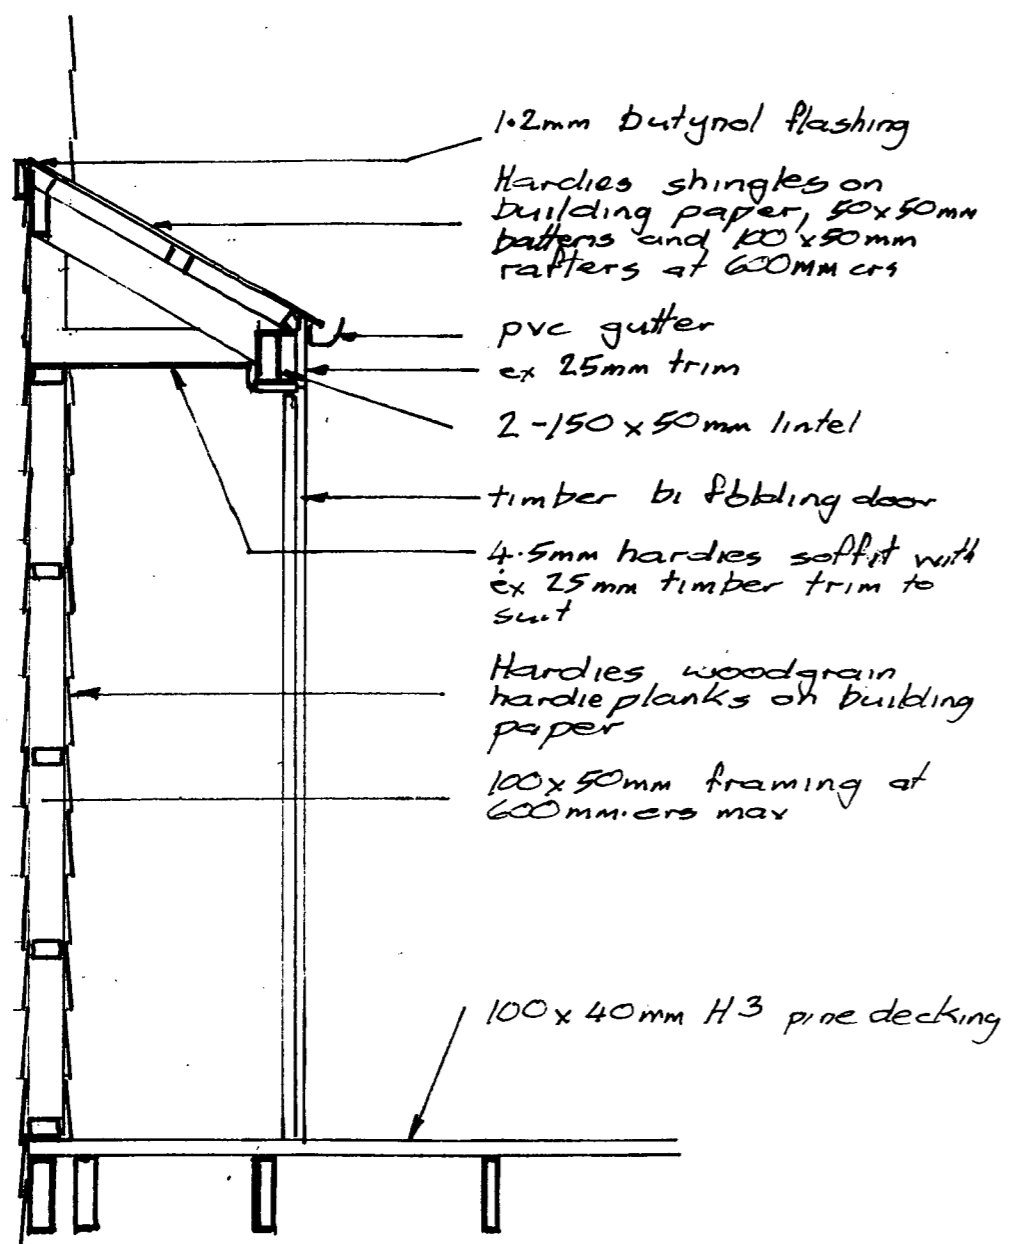 1.2mm butynol flashing
Hardies shingles on
building paper, 50x50mm
battens and 100x50mm
rafters at 600mm crs
pvc gutter
ex 25mm trim
2-150x50mm lintel
timber bi folding door
4.5mm hardies soffit with
ex 25mm timber trim to
suit
Hardies woodgrain
hardieplanks on building
paper
100x50mm framing at
600mm.crs max
100x40mm H3 pine decking